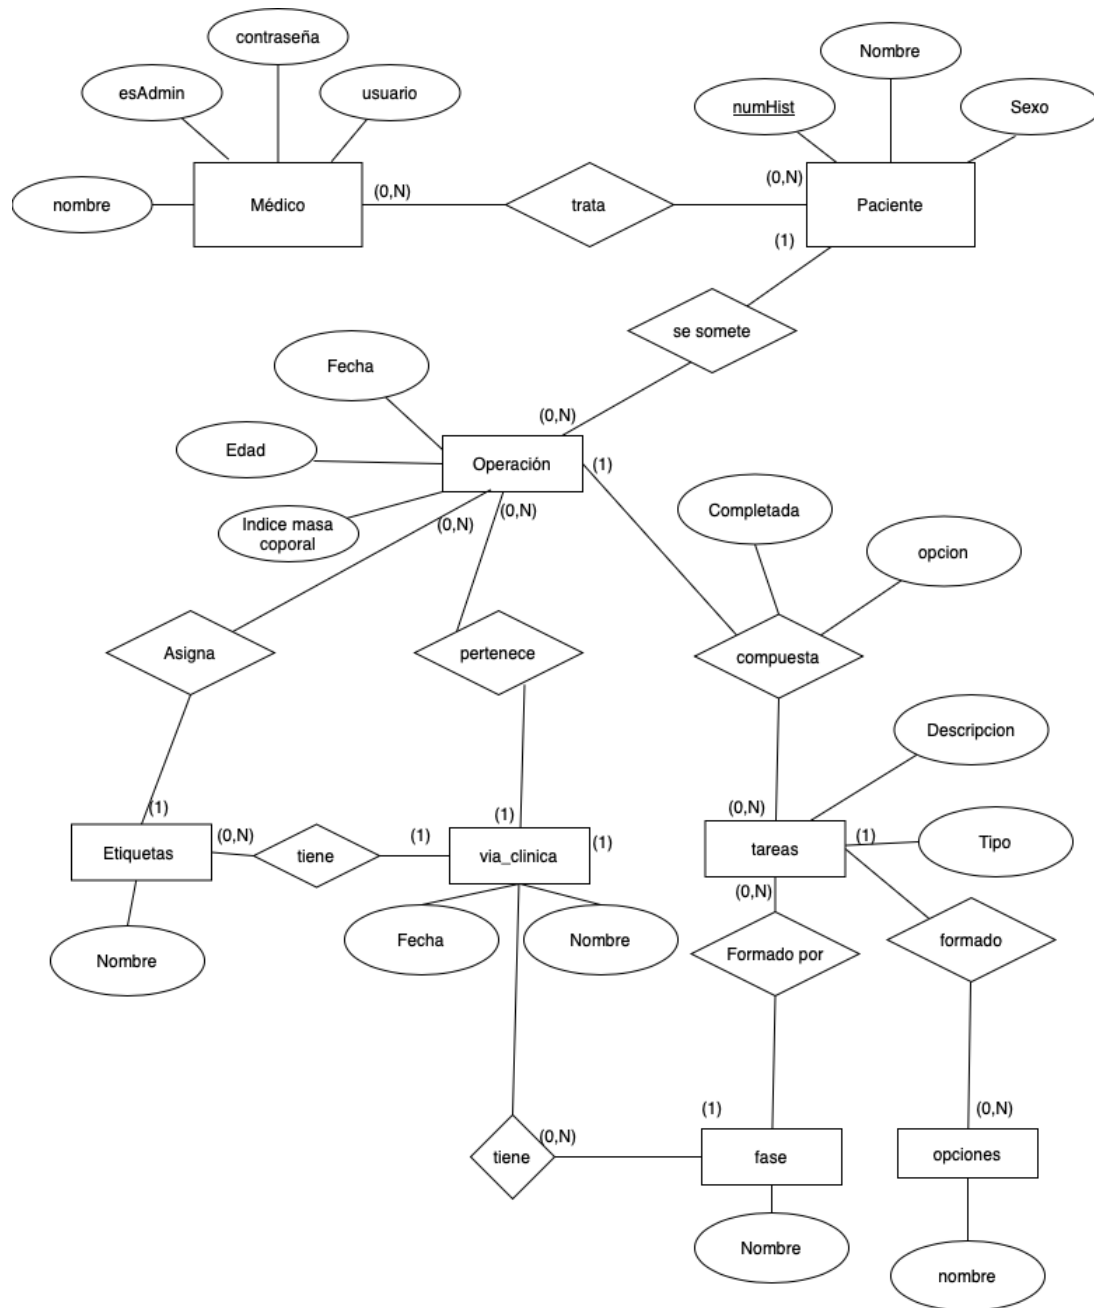 contraseña
Nombre
esAdmin
usuario
numHist
Sexo
nombre
Médico
(0,N)
trata
(0,N)
Paciente
(1)
se somete
Fecha
(0,N)
Edad
Operación
(1)
Indice masa
coporal
(0,N)
(0,N)
Completada
opcion
Asigna
pertenece
compuesta
Descripcion
(1)
(0,N)
(1)
(0,N)
(1)
(1)
(1)
Etiquetas
tiene
via_clinica
tareas
Tipo
(0,N)
Nombre
Fecha
Nombre
Formado por
formado
(1)
(0,N)
(0,N)
tiene
fase
opciones
Nombre
nombre